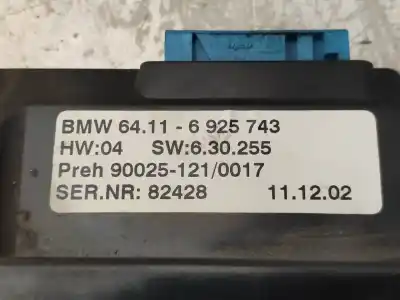 BMW 64.11 - 6 925 743
HW:04 SW:6.30.255
Preh 90025-121/0017
SER.NR: 82428 11.12.02